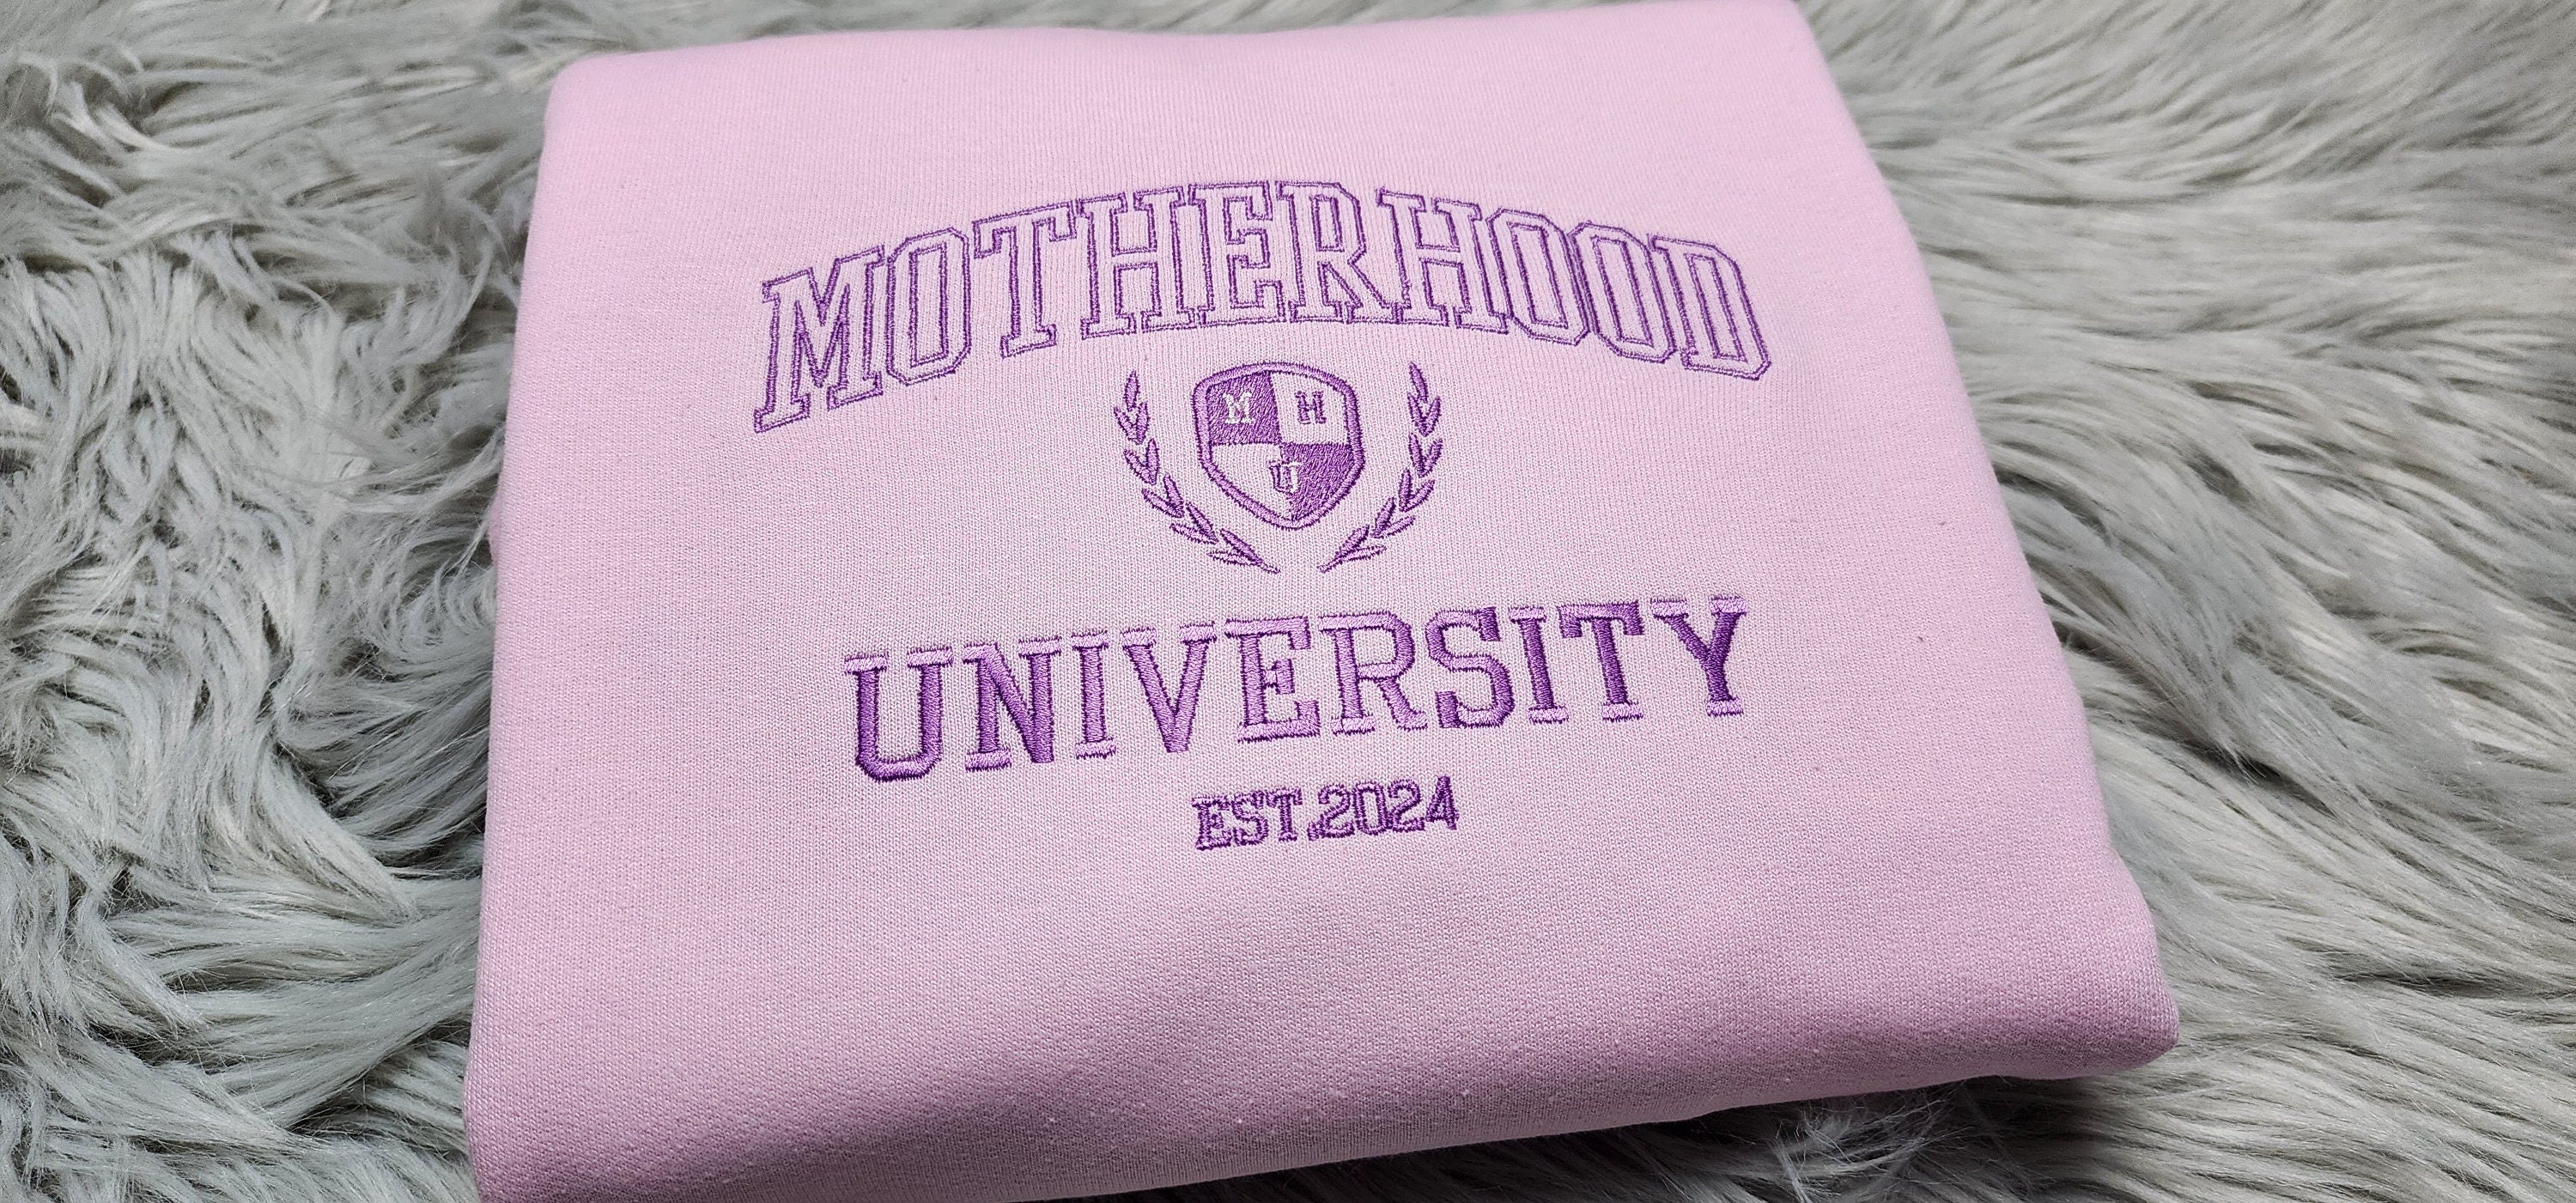 MOTHERHOOD
M H
U
UNIVERSITY
EST.2024